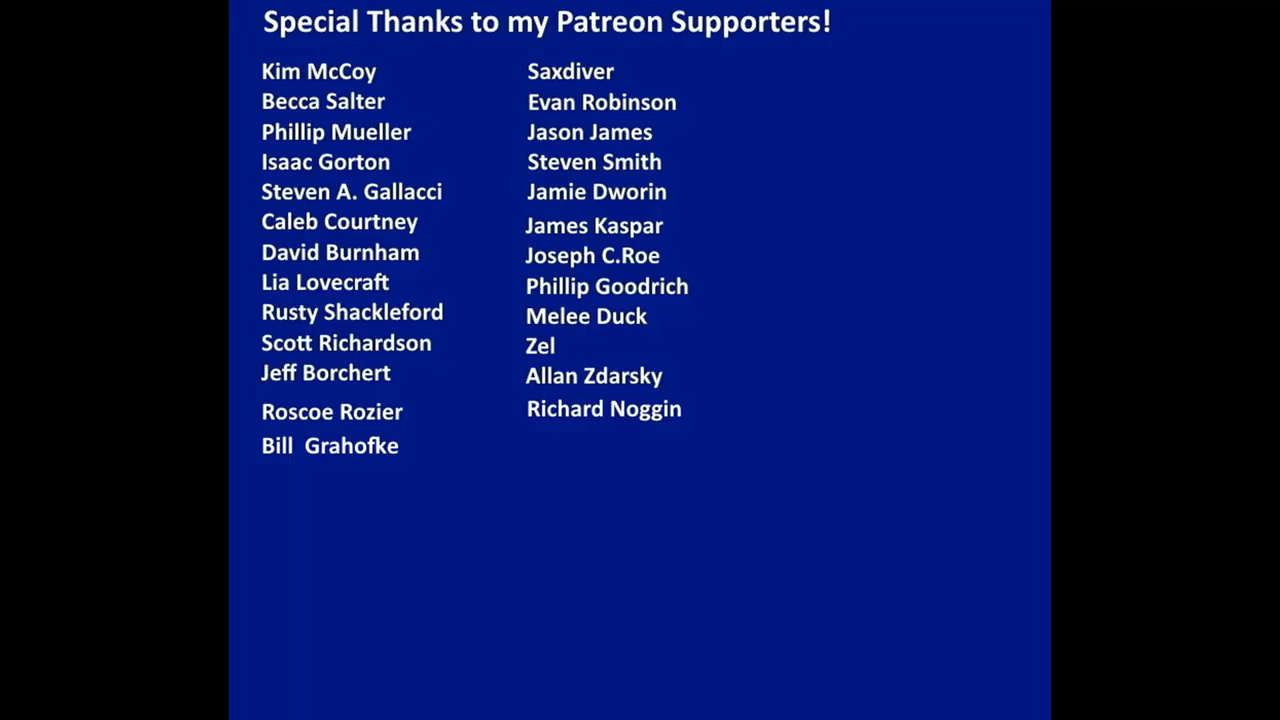 Special Thanks to my Patreon Supporters!
Kim McCoy
Becca Salter
Phillip Mueller
Isaac Gorton
Steven A. Gallacci
Caleb Courtney
David Burnham
Lia Lovecraft
Rusty Shackleford
Scott Richardson
Jeff Borchert
Roscoe Rozier
Bill  Grahofke
Saxdiver
Evan Robinson
Jason James
Steven Smith
Jamie Dworin
James Kaspar
Joseph C.Roe
Phillip Goodrich
Melee Duck
Zel
Allan Zdarsky
Richard Noggin